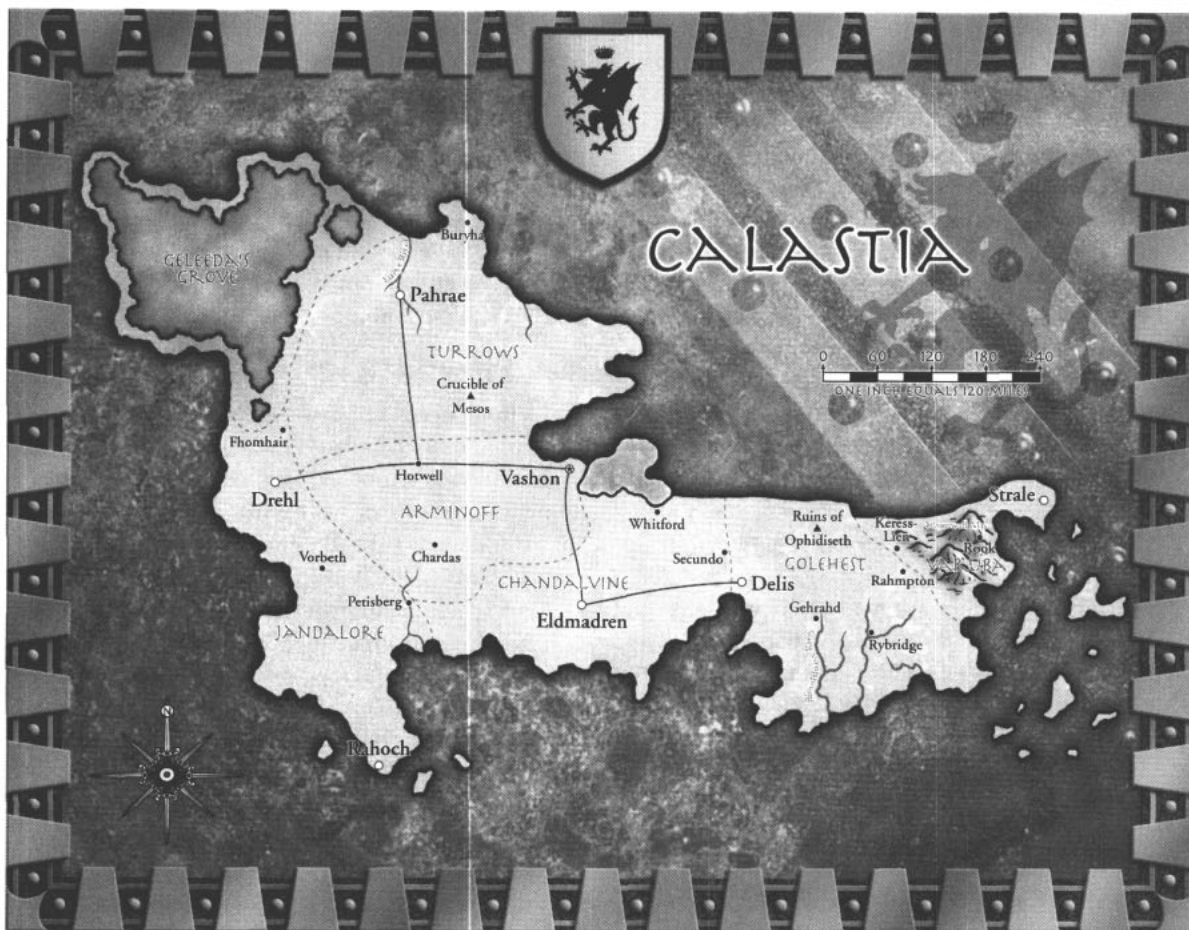 CALASTIA
GELEEDA'S
GROVE
Buryha
Pahrae
TURROWS
0 60 120 180 240
ONE INCH EQUALS 120 MILES
Crucible of
Mesos
Fhomhair
Hotwell
Vashon
Drehl
ARMINOFF
Whitford
Ruins of
Ophidiseth
Keress-
Lien
Strale
Rook
Vorbeth
Chardas
Secundo
GOLEHEST
CHANDALVINE
Delis
Rahmpton
Petisberg
Eldmadren
Gehrahd
JANDALORE
Rybridge
N
Rahoch